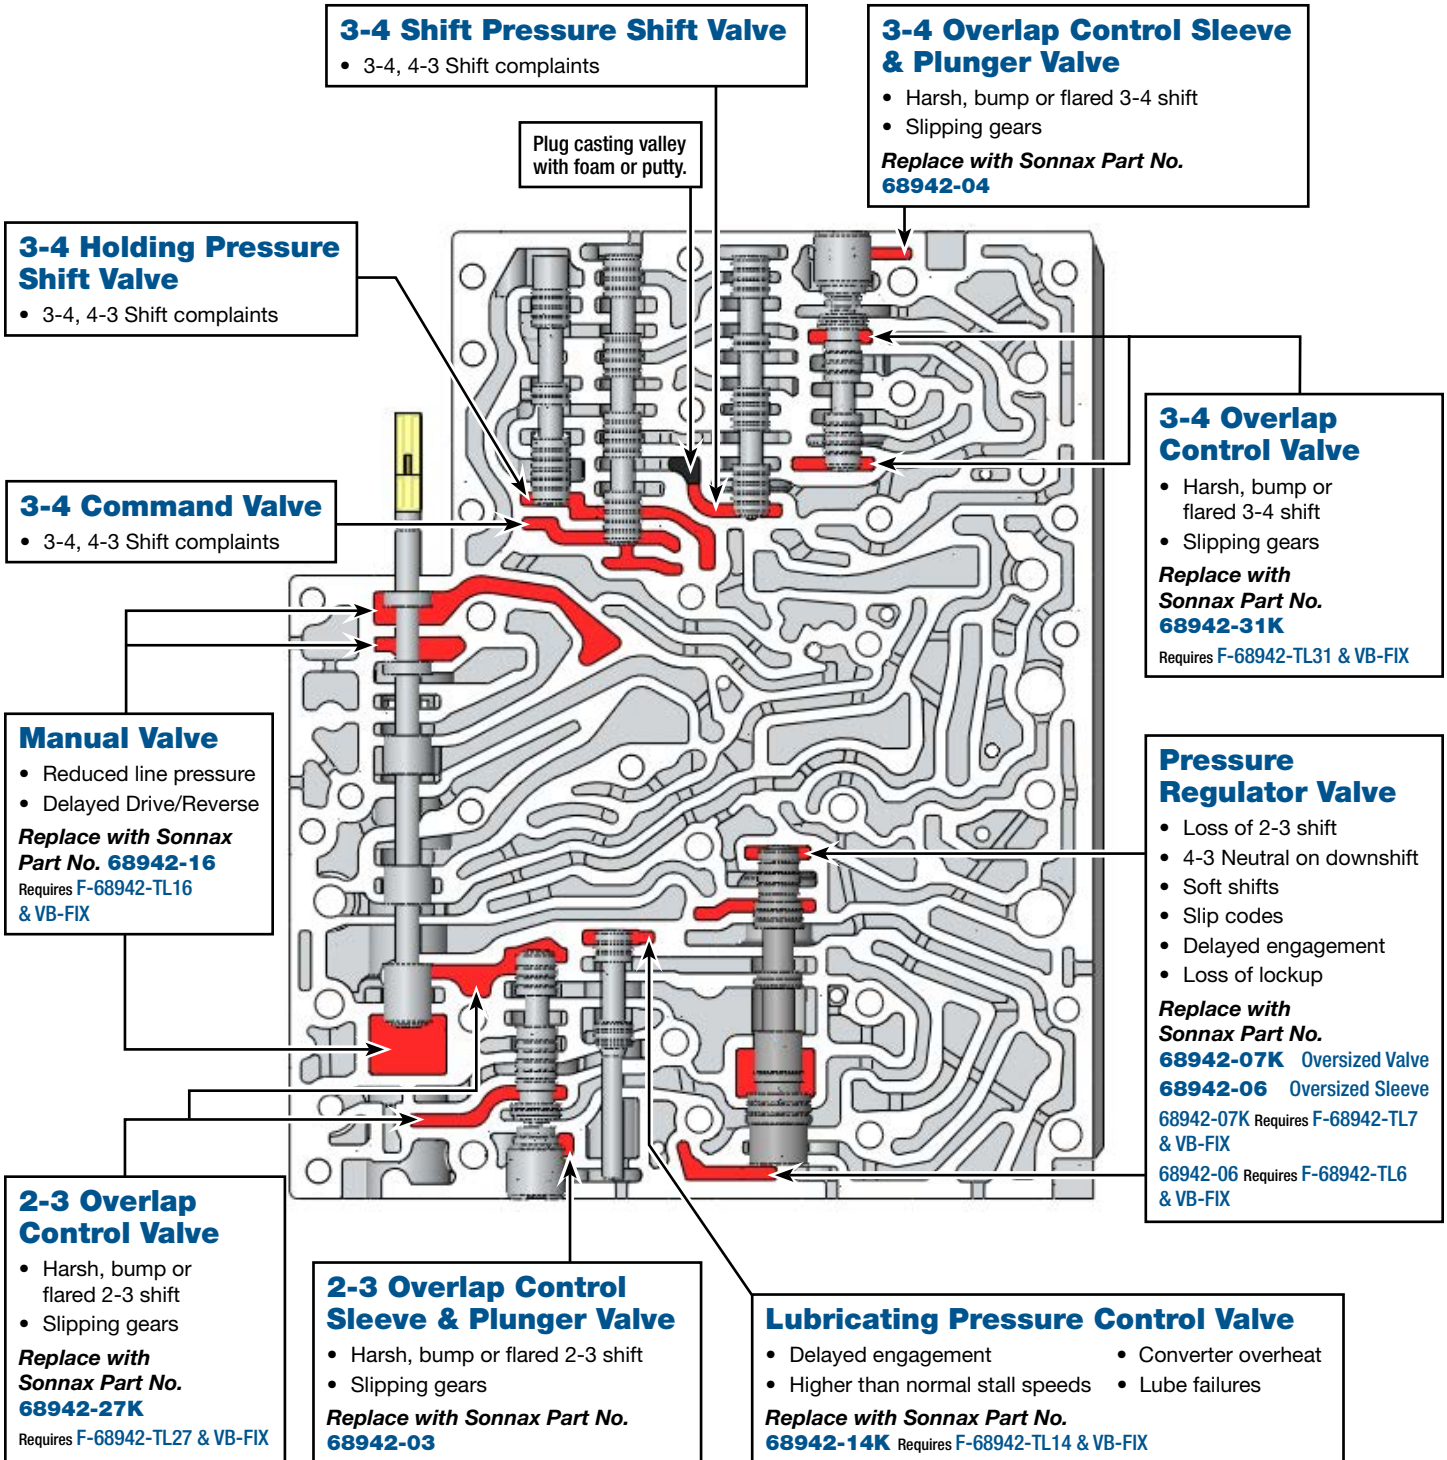 3-4 Shift Pressure Shift Valve
• 3-4, 4-3 Shift complaints
3-4 Overlap Control Sleeve
& Plunger Valve
• Harsh, bump or flared 3-4 shift
• Slipping gears
Replace with Sonnax Part No.
68942-04
Plug casting valley
with foam or putty.
3-4 Holding Pressure
Shift Valve
• 3-4, 4-3 Shift complaints
3-4 Command Valve
• 3-4, 4-3 Shift complaints
3-4 Overlap
Control Valve
• Harsh, bump or
flared 3-4 shift
• Slipping gears
Replace with
Sonnax Part No.
68942-31K
Requires F-68942-TL31 & VB-FIX
Manual Valve
• Reduced line pressure
• Delayed Drive/Reverse
Replace with Sonnax
Part No. 68942-16
Requires F-68942-TL16
& VB-FIX
Pressure
Regulator Valve
• Loss of 2-3 shift
• 4-3 Neutral on downshift
• Soft shifts
• Slip codes
• Delayed engagement
• Loss of lockup
Replace with
Sonnax Part No.
68942-07K Oversized Valve
68942-06 Oversized Sleeve
68942-07K Requires F-68942-TL7
& VB-FIX
68942-06 Requires F-68942-TL6
& VB-FIX
2-3 Overlap
Control Valve
• Harsh, bump or
flared 2-3 shift
• Slipping gears
Replace with
Sonnax Part No.
68942-27K
Requires F-68942-TL27 & VB-FIX
2-3 Overlap Control
Sleeve & Plunger Valve
• Harsh, bump or flared 2-3 shift
• Slipping gears
Replace with Sonnax Part No.
68942-03
Lubricating Pressure Control Valve
• Delayed engagement
• Higher than normal stall speeds
• Converter overheat
• Lube failures
Replace with Sonnax Part No.
68942-14K Requires F-68942-TL14 & VB-FIX